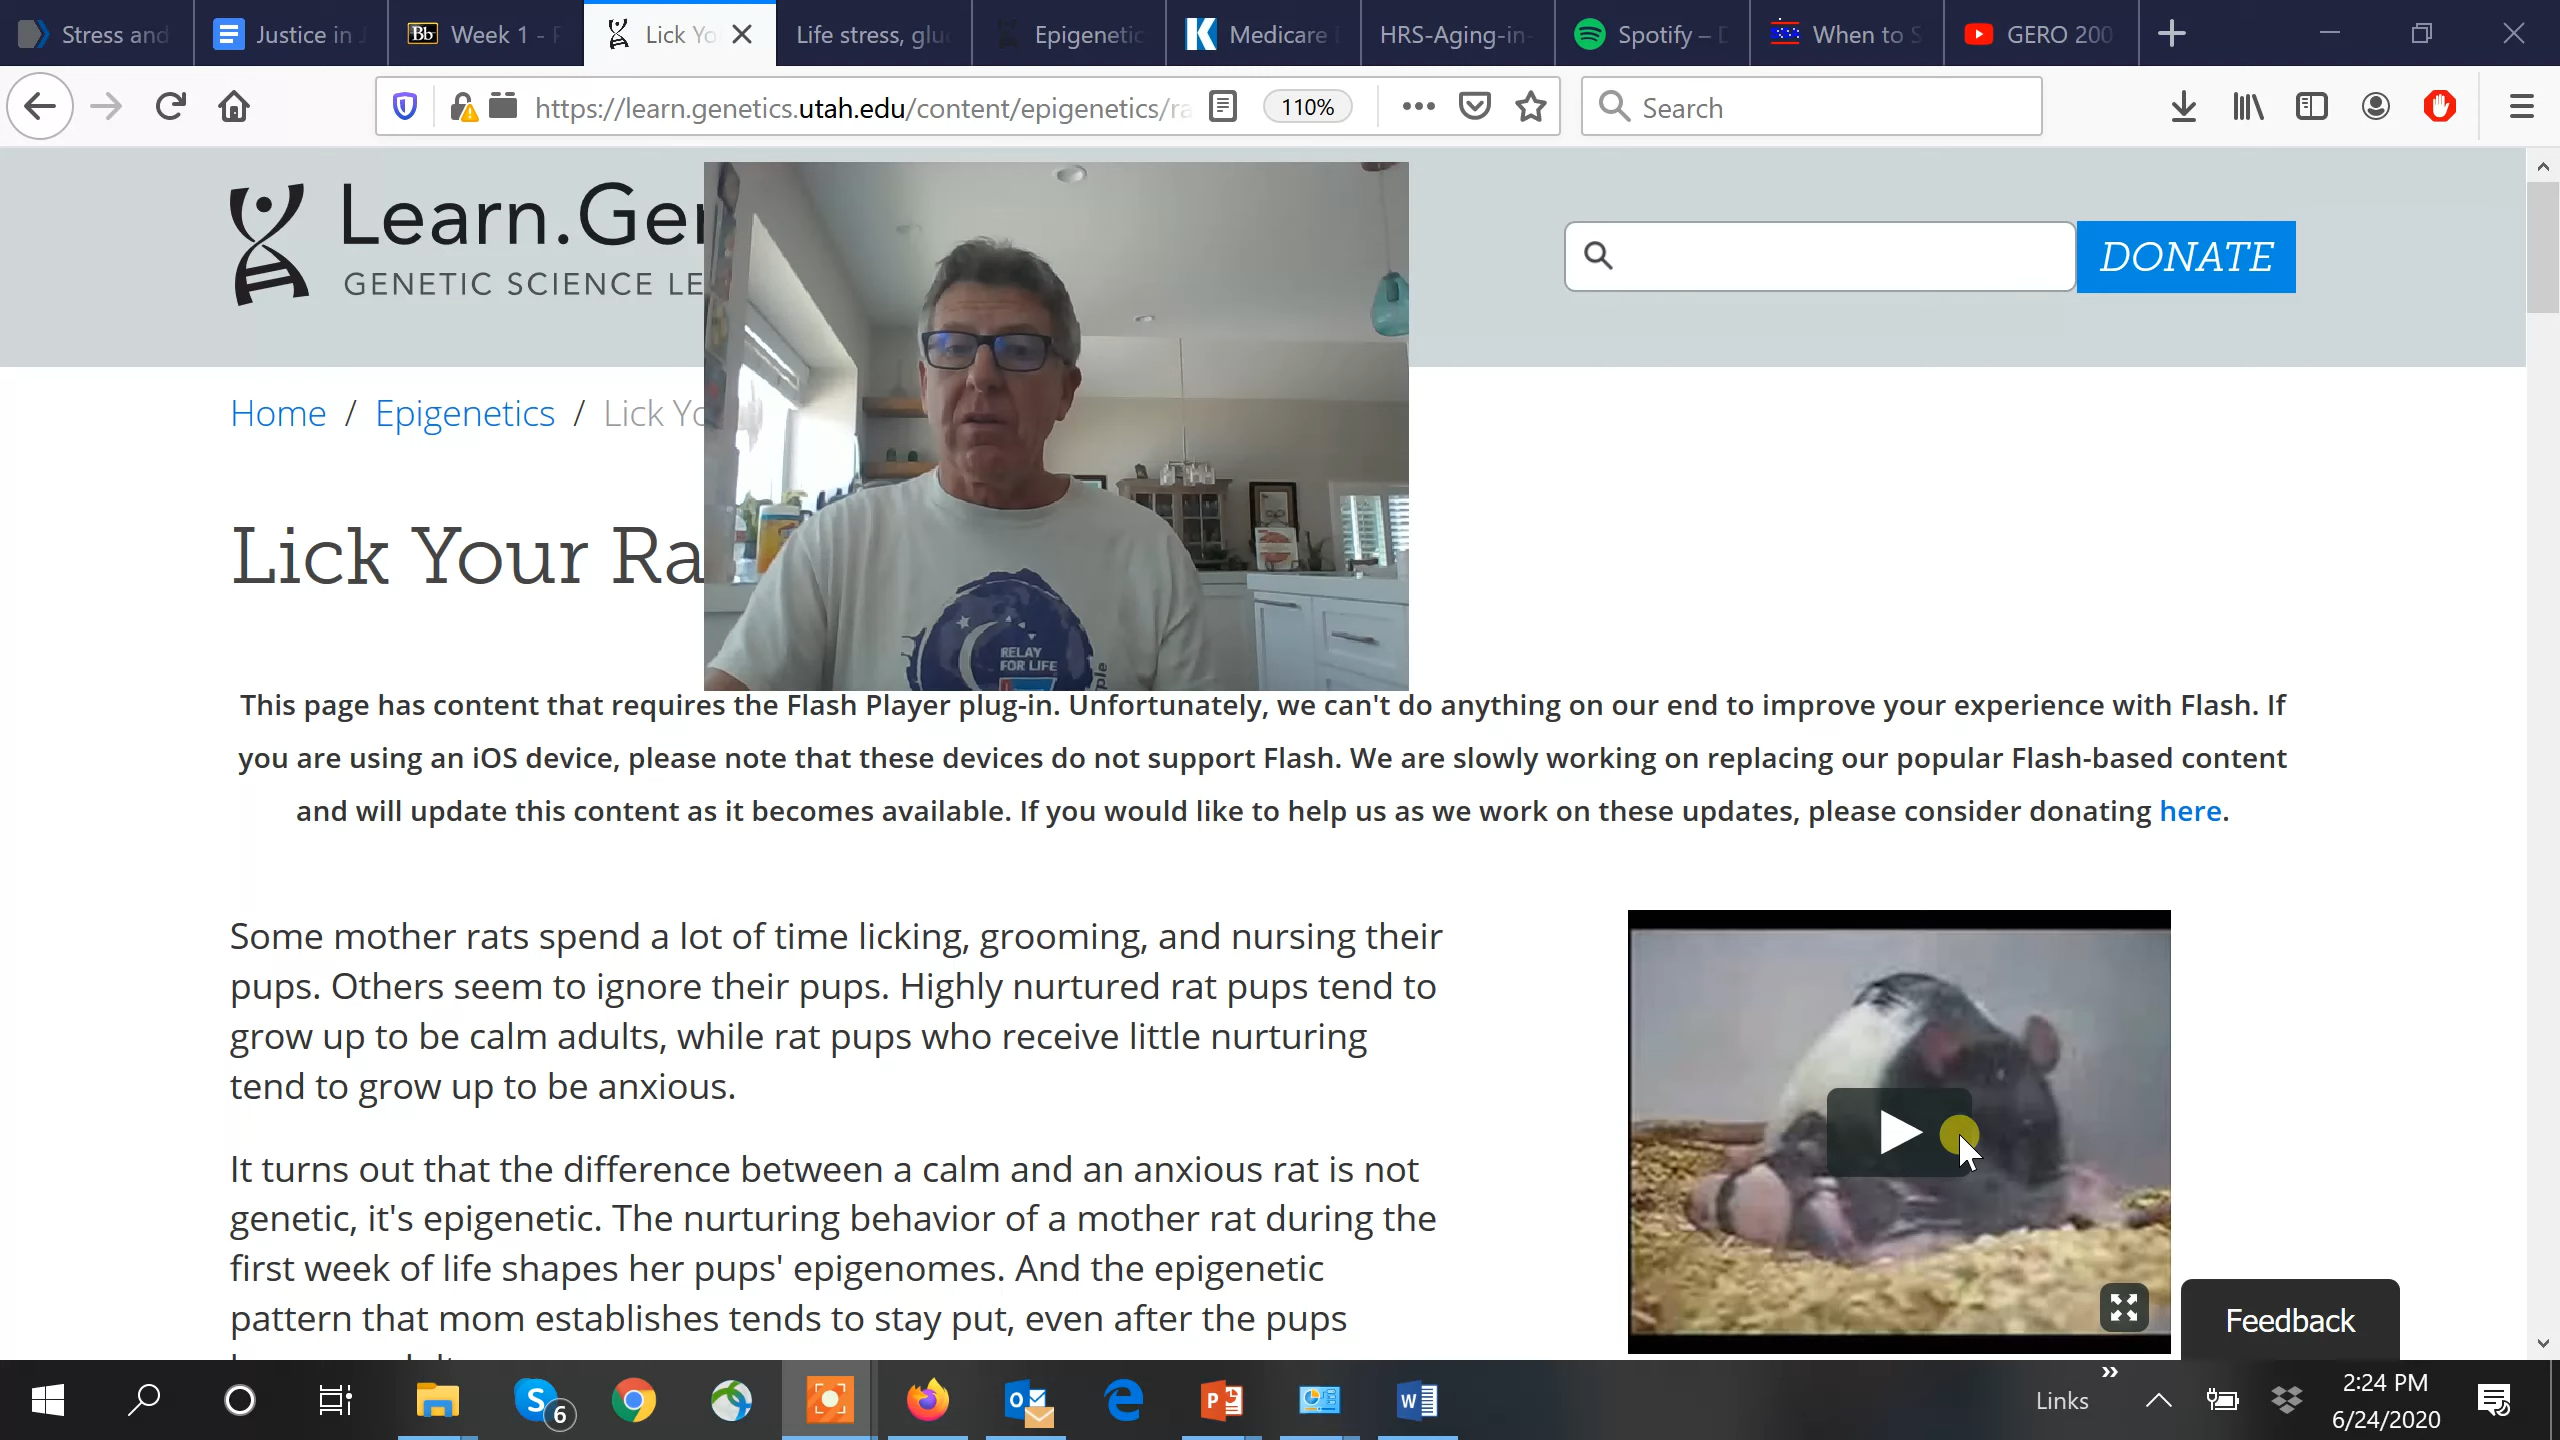 Stress and
Justice in J
Bb Week 1 - P
Lick Yo
Life stress, glu
Epigenetic
Medicare
HRS-Aging-in-
Spotify –
When to S
GERO 200
https://learn.genetics.utah.edu/content/epigenetics/ra
110%
Search
Learn.Gen
GENETIC SCIENCE LE
DONATE
Home / Epigenetics / Lick Yo
Lick Your Ra
RELAY
FOR LIFE
This page has content that requires the Flash Player plug-in. Unfortunately, we can't do anything on our end to improve your experience with Flash. If
you are using an iOS device, please note that these devices do not support Flash. We are slowly working on replacing our popular Flash-based content
and will update this content as it becomes available. If you would like to help us as we work on these updates, please consider donating here.
Some mother rats spend a lot of time licking, grooming, and nursing their
pups. Others seem to ignore their pups. Highly nurtured rat pups tend to
grow up to be calm adults, while rat pups who receive little nurturing
tend to grow up to be anxious.
It turns out that the difference between a calm and an anxious rat is not
genetic, it's epigenetic. The nurturing behavior of a mother rat during the
first week of life shapes her pups' epigenomes. And the epigenetic
pattern that mom establishes tends to stay put, even after the pups
Feedback
6
Links
2:24 PM
6/24/2020